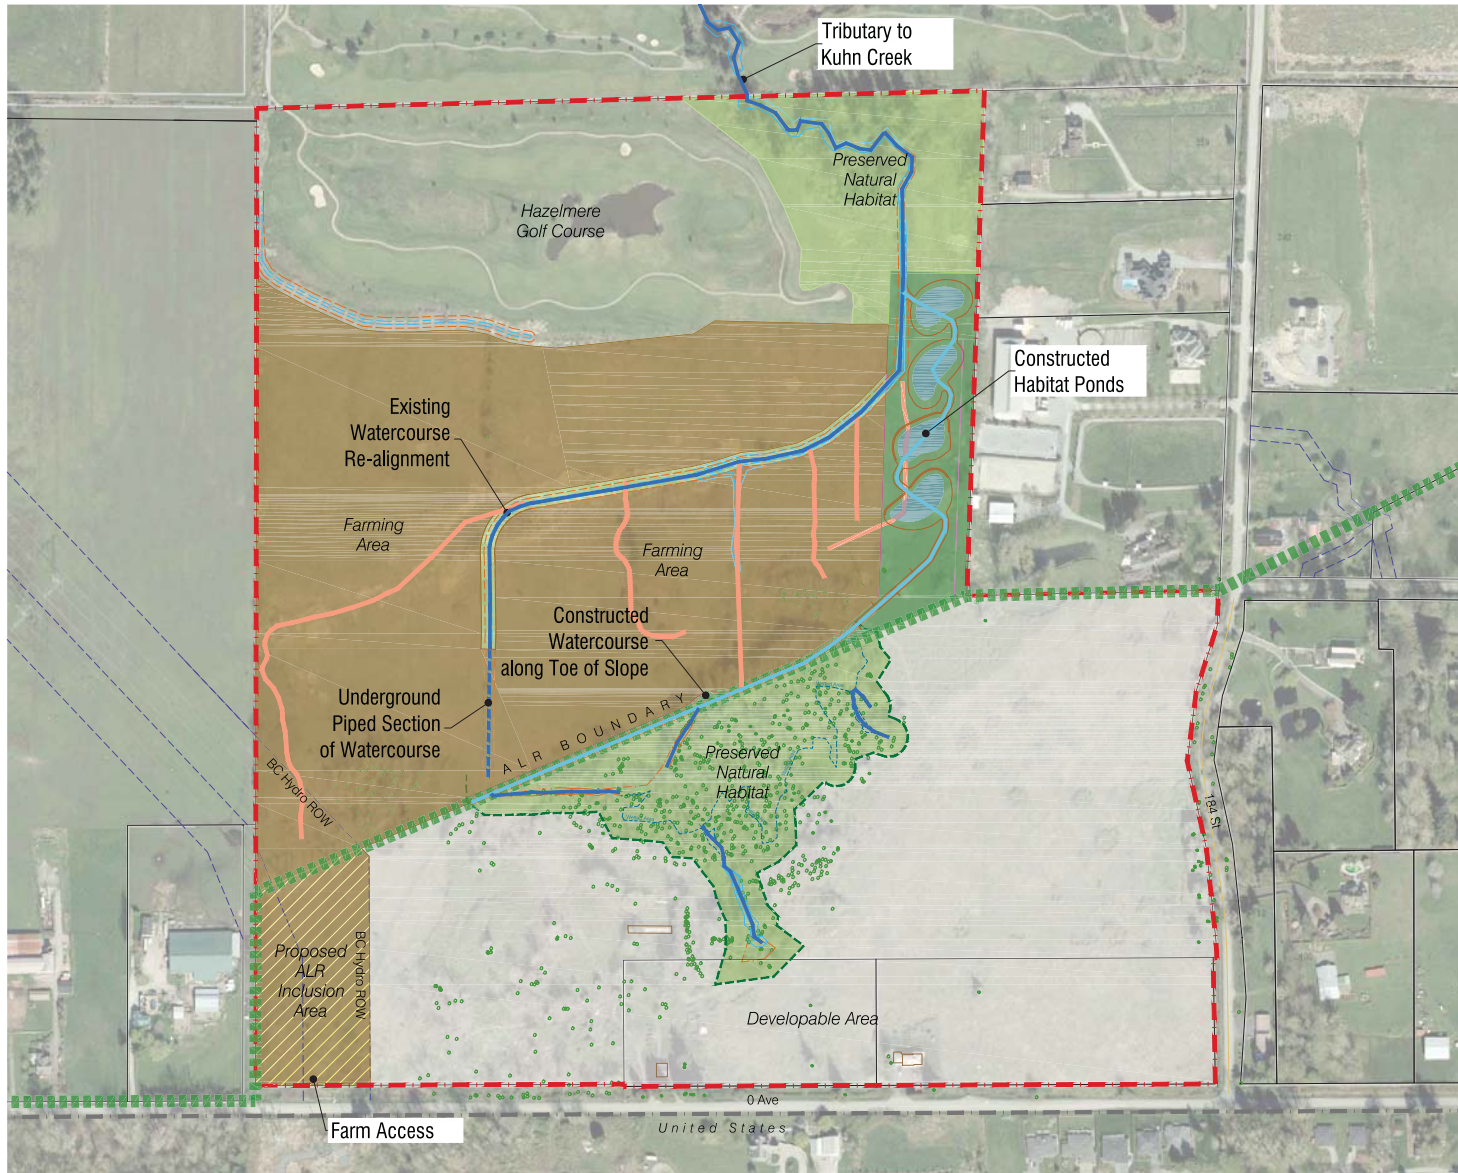 Tributary to
Kuhn Creek
Preserved
Natural
Habitat
Hazelmere
Golf Course
Constructed
Habitat Ponds
Existing
Watercourse
Re-alignment
Farming
Area
Farming
Area
Constructed
Watercourse
along Toe of Slope
Underground
Piped Section
of Watercourse
ALR BOUNDARY
Preserved
Natural
Habitat
BC Hydro ROW
184 St
Proposed
ALR
Inclusion
Area
BC Hydro ROW
Developable Area
0 Ave
United States
Farm Access